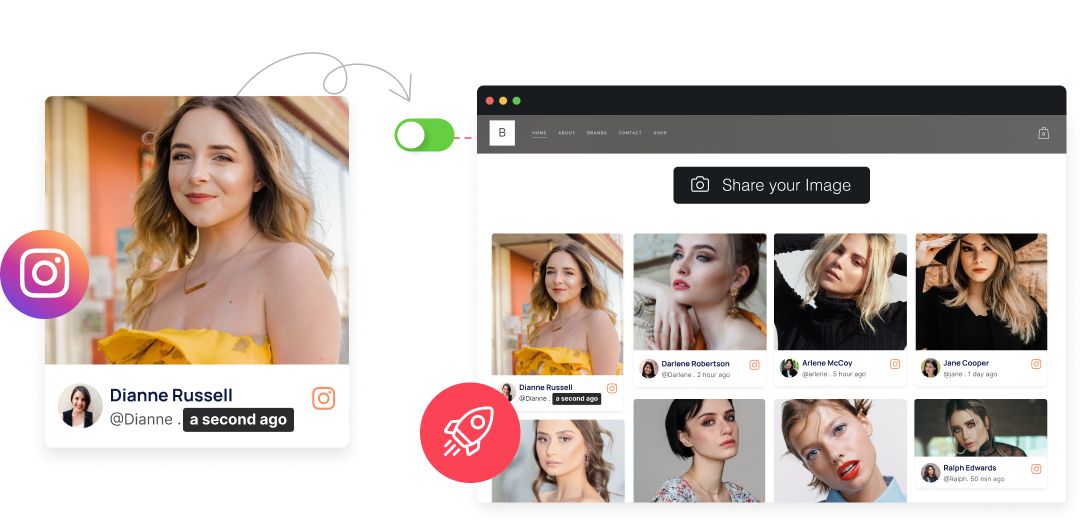 Dianne Russell
@Dianne . a second ago
B
HOME ABOUT BRANDS CONTACT SHOP
0
Share your Image
Dianne Russell
@Dianne . a second ago
Darlene Robertson
@Darlene . 2 hour ago
Arlene McCoy
@arlene . 5 hour ago
Jane Cooper
@jane . 1 day ago
Ralph Edwards
@Ralph. 50 min ago